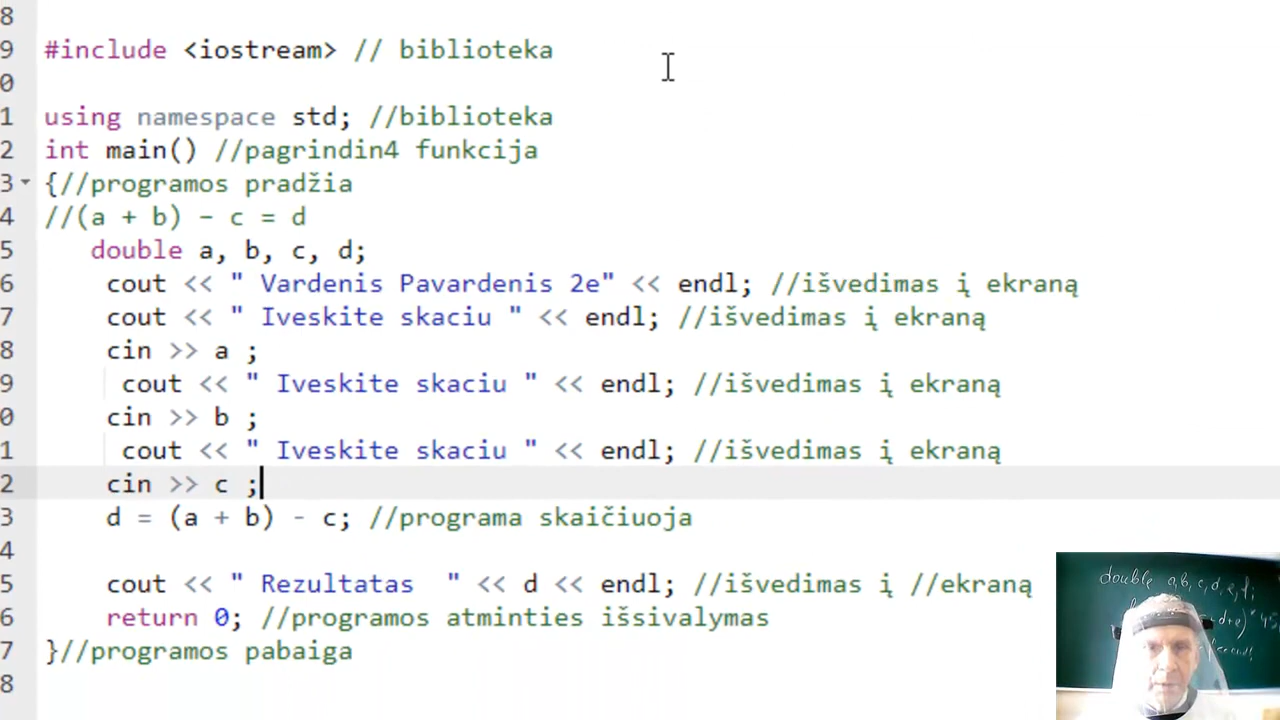 8
9 #include <iostream> // biblioteka
0
1 using namespace std; //biblioteka
2 int main() //pagrindin4 funkcija
3 {//programos pradžia
4 //(a + b) - c = d
5 double a, b, c, d;
6 cout << " Vardenis Pavardenis 2e" << endl; //išvedimas į ekraną
7 cout << " Iveskite skaciu " << endl; //išvedimas į ekraną
8 cin >> a ;
9 cout << " Iveskite skaciu " << endl; //išvedimas į ekraną
0 cin >> b ;
1 cout << " Iveskite skaciu " << endl; //išvedimas į ekraną
2 cin >> c ;
3 d = (a + b) - c; //programa skaičiuoja
4
5 cout << " Rezultatas  " << d << endl; //išvedimas į //ekraną
6 return 0; //programos atminties išsivalymas
7 }//programos pabaiga
8
double a,b,c,d,e,f;